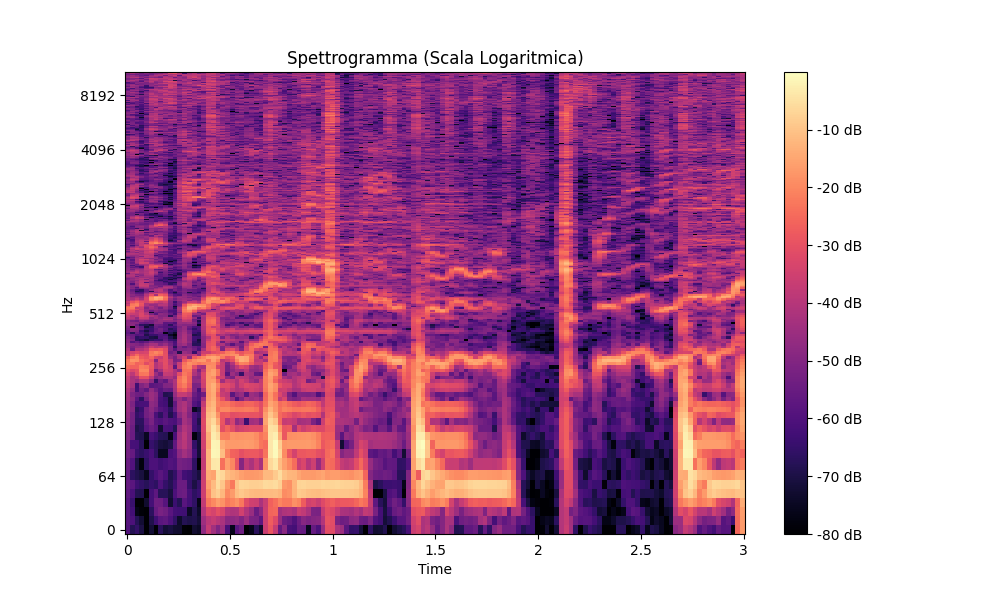 Spettrogramma (Scala Logaritmica)
8192
4096
2048
1024
512
256
128
64
0
Hz
0
0.5
1
1.5
2
2.5
3
Time
-10 dB
-20 dB
-30 dB
-40 dB
-50 dB
-60 dB
-70 dB
-80 dB